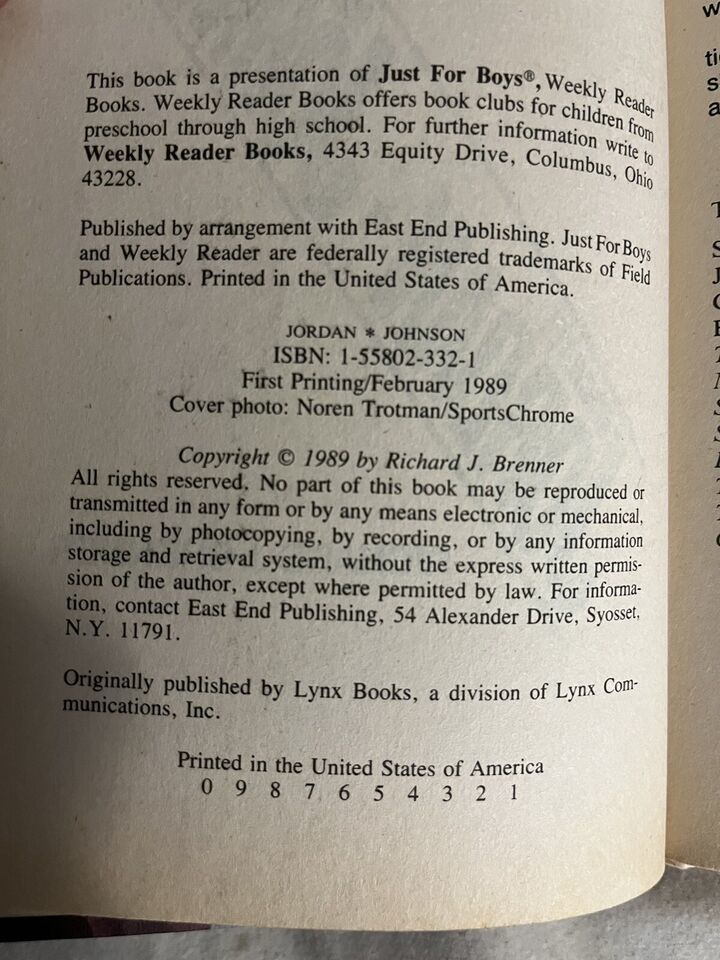 This book is a presentation of Just For Boys®, Weekly Reader
Books. Weekly Reader Books offers book clubs for children from
preschool through high school. For further information write to
Weekly Reader Books, 4343 Equity Drive, Columbus, Ohio
43228.
Published by arrangement with East End Publishing. Just For Boys
and Weekly Reader are federally registered trademarks of Field
Publications. Printed in the United States of America.
JORDAN * JOHNSON
ISBN: 1-55802-332-1
First Printing/February 1989
Cover photo: Noren Trotman/SportsChrome
Copyright © 1989 by Richard J. Brenner
All rights reserved. No part of this book may be reproduced or
transmitted in any form or by any means electronic or mechanical,
including by photocopying, by recording, or by any information
storage and retrieval system, without the express written permis-
sion of the author, except where permitted by law. For informa-
tion, contact East End Publishing, 54 Alexander Drive, Syosset,
N.Y. 11791.
Originally published by Lynx Books, a division of Lynx Com-
munications, Inc.
Printed in the United States of America
0 9 8 7 6 5 4 3 2 1